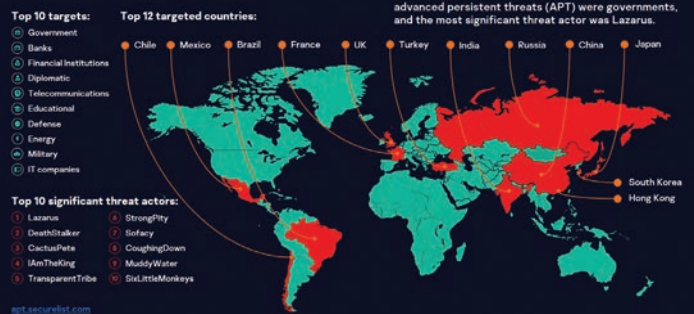 advanced persistent threats (APT) were governments,
and the most significant threat actor was Lazarus.
Top 10 targets:
Government
Banks
Financial Institutions
Diplomatic
Telecommunications
Educational
Defense
Energy
Military
IT companies
Top 12 targeted countries:
Chile
Mexico
Brazil
France
UK
Turkey
India
Russia
China
Japan
South Korea
Hong Kong
Top 10 significant threat actors:
1 Lazarus
2 DeathStalker
3 CactusPete
4 IAmTheKing
5 TransparentTribe
6 StrongPity
7 Sofacy
8 CoughingDown
9 MuddyWater
10 SixLittleMonkeys
apt.securelist.com